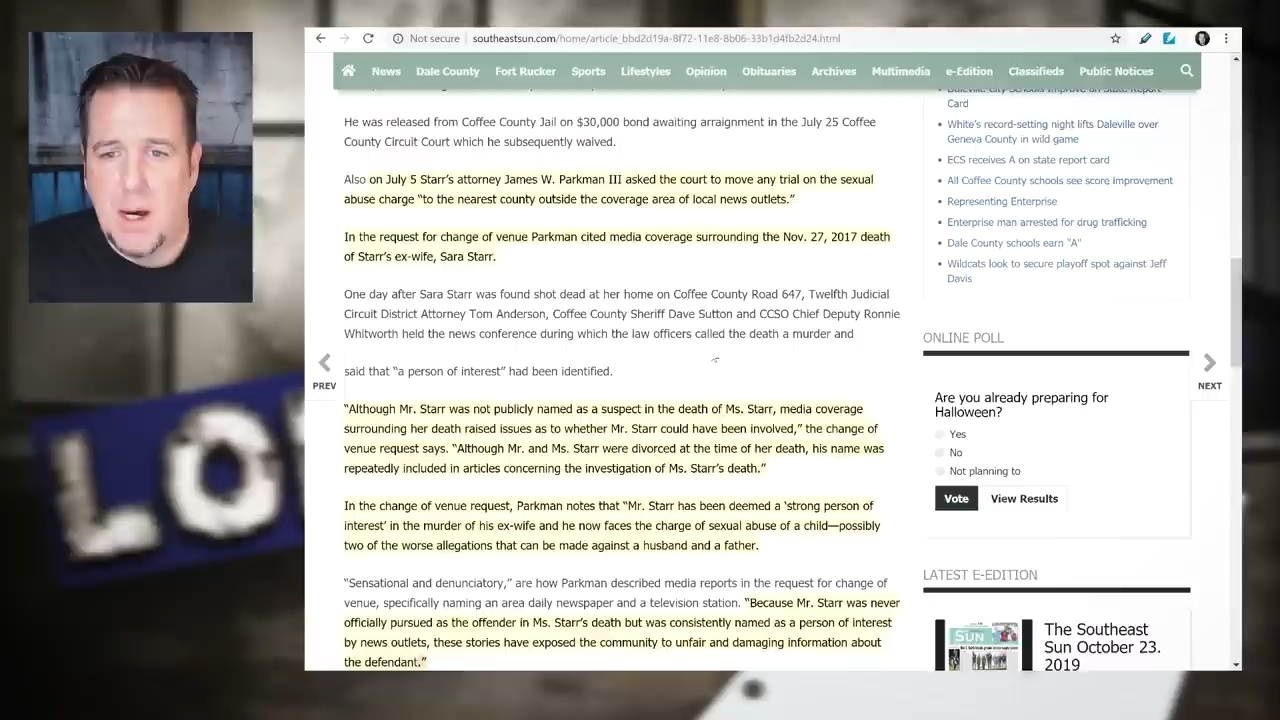 Not secure
southeastsun.com/home/article_bbd2d19a-8f72-11e8-8b06-33b1d4fb2d24.html
News Dale County Fort Rucker Sports Lifestyles Opinion Obituaries Archives Multimedia e-Edition Classifieds Public Notices
He was released from Coffee County Jail on $30,000 bond awaiting arraignment in the July 25 Coffee
County Circuit Court which he subsequently waived.
Also on July 5 Starr's attorney James W. Parkman III asked the court to move any trial on the sexual
abuse charge “to the nearest county outside the coverage area of local news outlets.”
In the request for change of venue Parkman cited media coverage surrounding the Nov. 27, 2017 death
of Starr's ex-wife, Sara Starr.
One day after Sara Starr was found shot dead at her home on Coffee County Road 647, Twelfth Judicial
Circuit District Attorney Tom Anderson, Coffee County Sheriff Dave Sutton and CCSO Chief Deputy Ronnie
Whitworth held the news conference during which the law officers called the death a murder and
said that “a person of interest” had been identified.
“Although Mr. Starr was not publicly named as a suspect in the death of Ms. Starr, media coverage
surrounding her death raised issues as to whether Mr. Starr could have been involved,” the change of
venue request says. “Although Mr. and Ms. Starr were divorced at the time of her death, his name was
repeatedly included in articles concerning the investigation of Ms. Starr's death.”
In the change of venue request, Parkman notes that “Mr. Starr has been deemed a ‘strong person of
interest’ in the murder of his ex-wife and he now faces the charge of sexual abuse of a child—possibly
two of the worse allegations that can be made against a husband and a father.
“Sensational and denunciatory,” are how Parkman described media reports in the request for change of
venue, specifically naming an area daily newspaper and a television station. “Because Mr. Starr was never
officially pursued as the offender in Ms. Starr's death but was consistently named as a person of interest
by news outlets, these stories have exposed the community to unfair and damaging information about
the defendant.”
PREV
NEXT
Daleville City Schools Improve on State Report
Card
White's record-setting night lifts Daleville over
Geneva County in wild game
ECS receives A on state report card
All Coffee County schools see score improvement
Representing Enterprise
Enterprise man arrested for drug trafficking
Dale County schools earn “A”
Wildcats look to secure playoff spot against Jeff
Davis
ONLINE POLL
Are you already preparing for
Halloween?
Yes
No
Not planning to
Vote View Results
LATEST E-EDITION
SUN
The Southeast
Sun October 23.
2019
LO